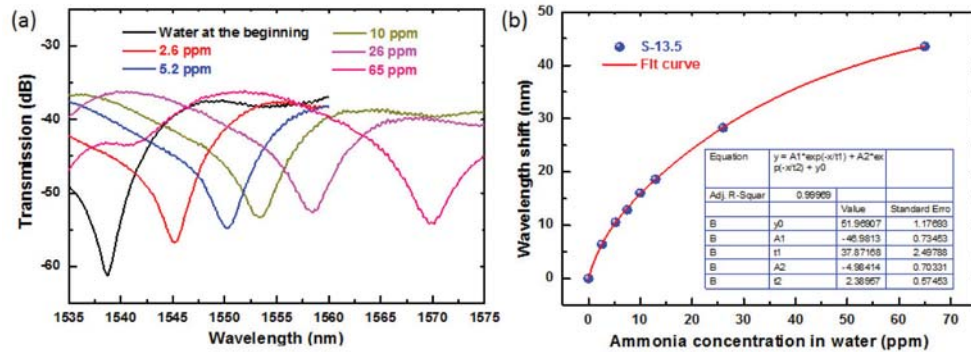 (a)
Water at the beginning
2.6 ppm
5.2 ppm
10 ppm
26 ppm
65 ppm
-30
-40
-50
-60
Transmission (dB)
1535 1540 1545 1550 1555 1560 1565 1570 1575
Wavelength (nm)
(b)
S-13.5
Fit curve
50
40
30
20
10
0
Wavelength shift (nm)
Equation y = A1*exp(-x/t1) + A2*ex
p(-x/t2) + y0
Adj. R-Squar 0.99969
Value Standard Erro
B y0 51.96907 1.17693
B A1 -46.9813 0.73453
B t1 37.87168 2.49788
B A2 -4.98414 0.70331
B t2 2.38957 0.57453
0 10 20 30 40 50 60 70
Ammonia concentration in water (ppm)